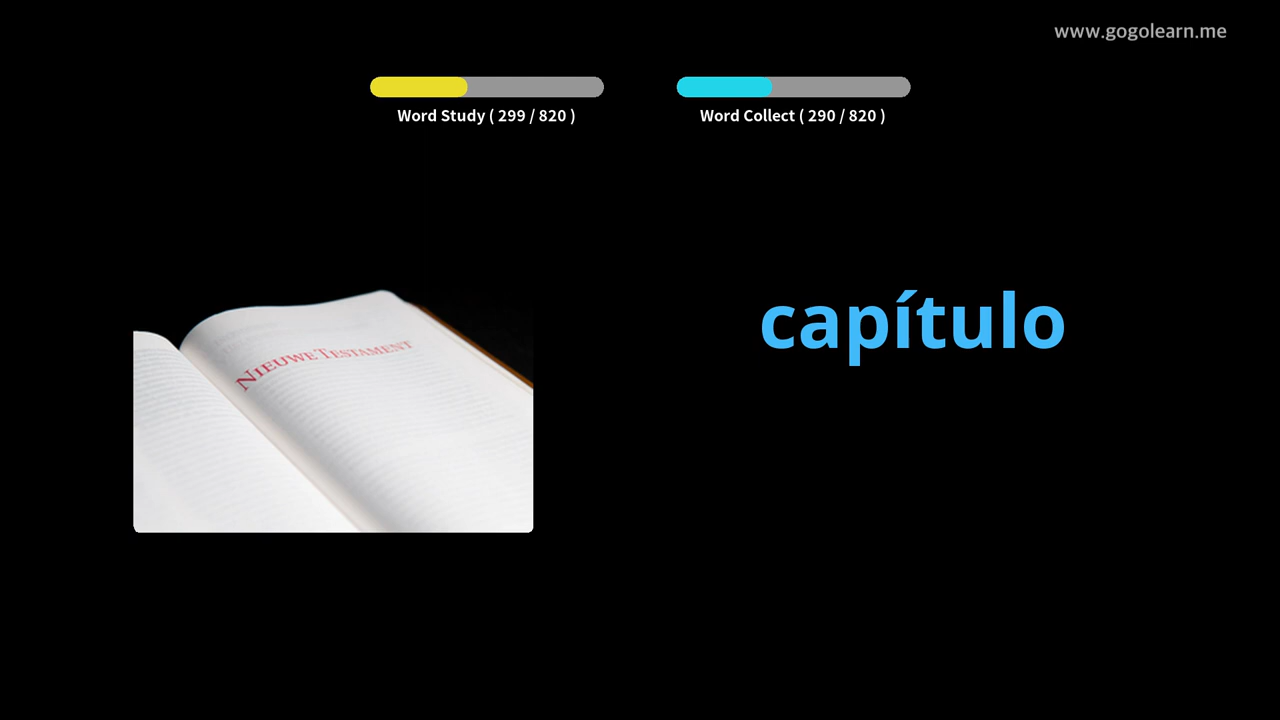 www.gogolearn.me
Word Study ( 299 / 820 )
Word Collect ( 290 / 820 )
capítulo
NIEUWE TESTAMENT